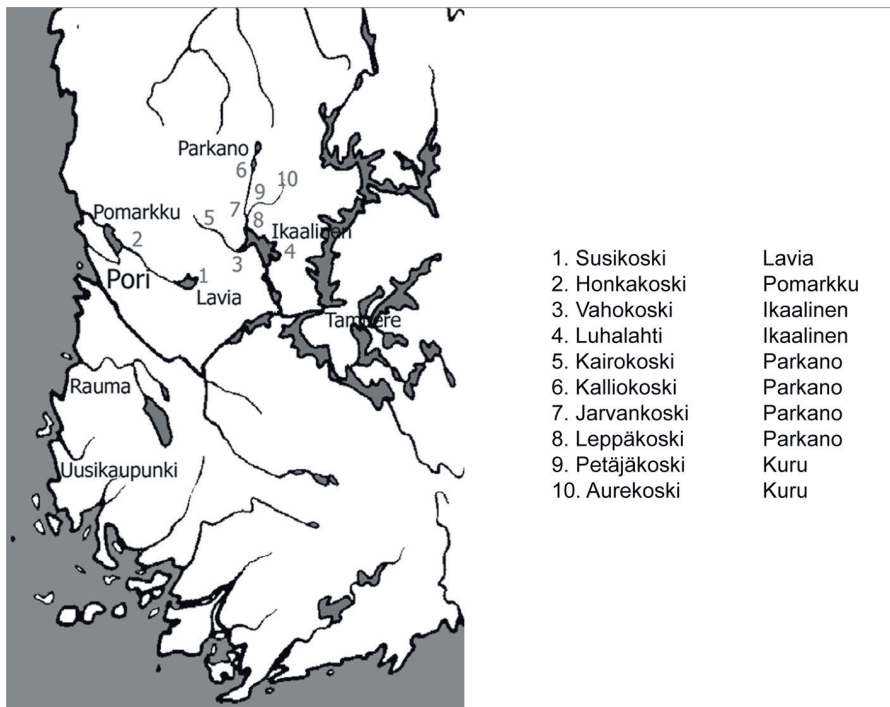 Parkano
6
10
9
Pomarkku
7
5
8
2
Ikaalinen
4
3
Pori
1
Lavia
Tampere
Rauma
Uusikaupunki
1. Susikoski Lavia
2. Honkakoski Pomarkku
3. Vahokoski Ikaalinen
4. Luhalahti Ikaalinen
5. Kairokoski Parkano
6. Kalliokoski Parkano
7. Jarvankoski Parkano
8. Leppäkoski Parkano
9. Petäjäkoski Kuru
10. Aurekoski Kuru